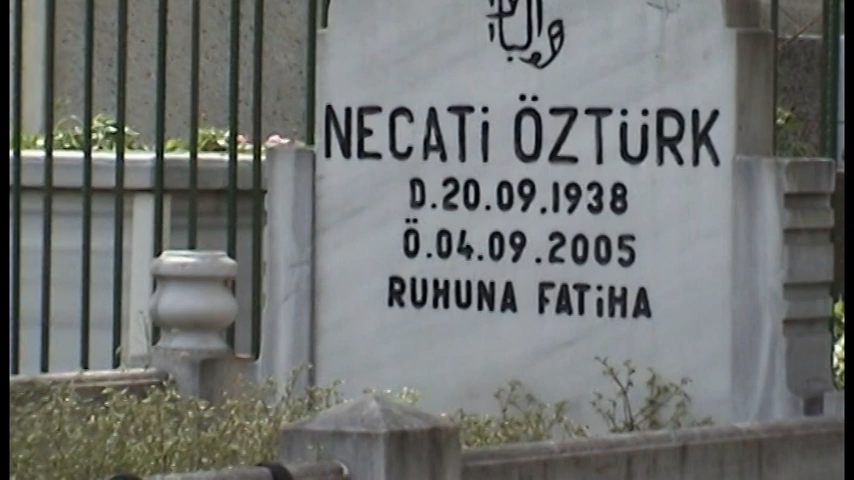 NECATİ ÖZTÜRK
D.20.09.1938
Ö.04.09.2005
RUHUNA FATİHA